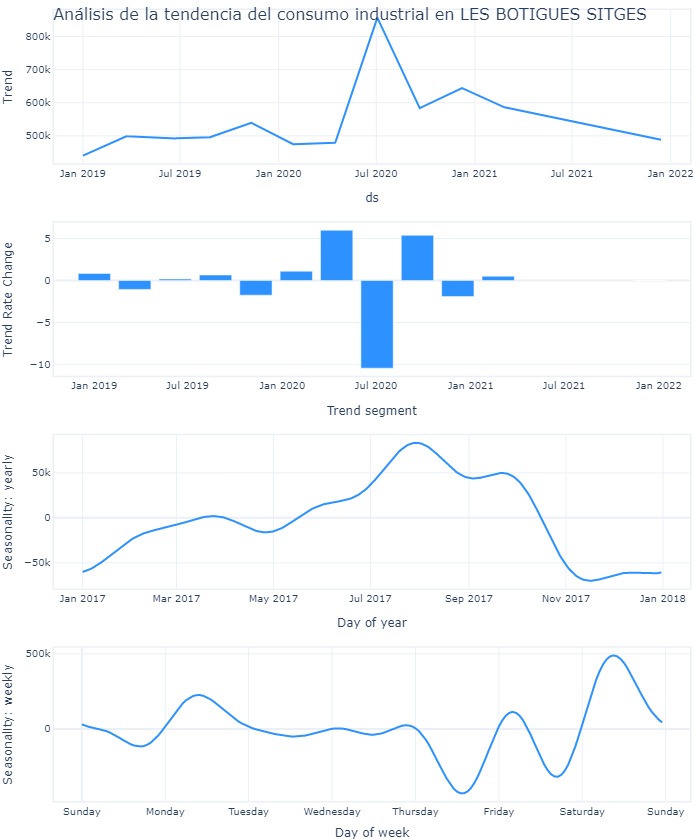 Análisis de la tendencia del consumo industrial en LES BOTIGUES SITGES
Trend
800k
700k
600k
500k
Jan 2019 Jul 2019 Jan 2020 Jul 2020 Jan 2021 Jul 2021 Jan 2022
ds
Trend Rate Change
5
0
−5
−10
Jan 2019 Jul 2019 Jan 2020 Jul 2020 Jan 2021 Jul 2021 Jan 2022
Trend segment
Seasonality: yearly
50k
0
−50k
Jan 2017 Mar 2017 May 2017 Jul 2017 Sep 2017 Nov 2017 Jan 2018
Day of year
Seasonality: weekly
500k
0
Sunday Monday Tuesday Wednesday Thursday Friday Saturday Sunday
Day of week